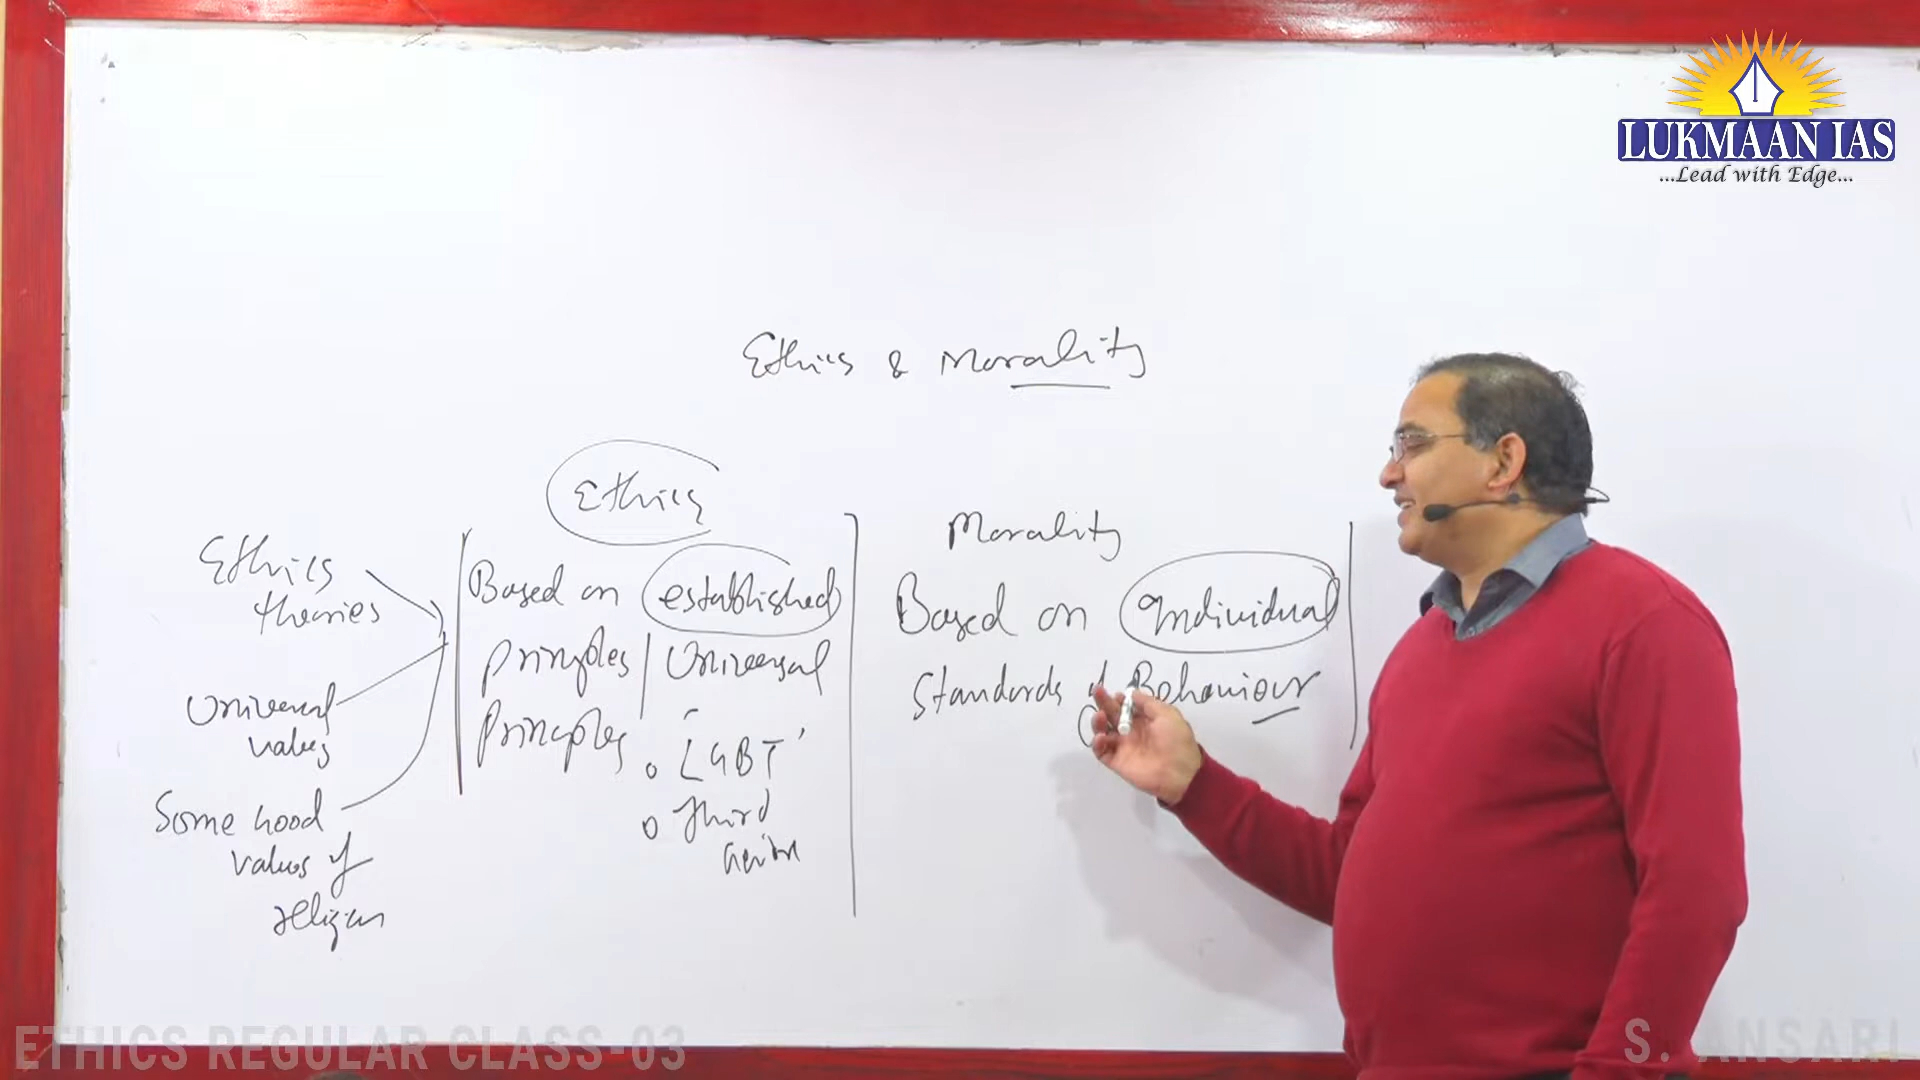 LUKMAAN IAS
...Lead with Edge...
Ethics & Morality
Ethics
theories
Universal
values
Some Good
values of
religion
Ethics
Based on established
Principles / Universal
Principles
• LGBT
• Third
Morality
Based on Individual
Standards of Behaviour
ETHICS REGULAR CLASS-03
S. ANSARI